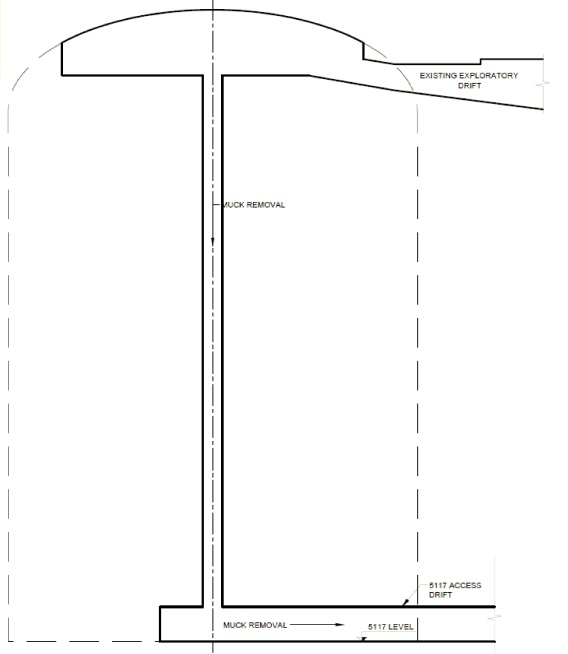 EXISTING EXPLORATORY
DRIFT
MUCK REMOVAL
5117 ACCESS
DRIFT
MUCK REMOVAL
5117 LEVEL